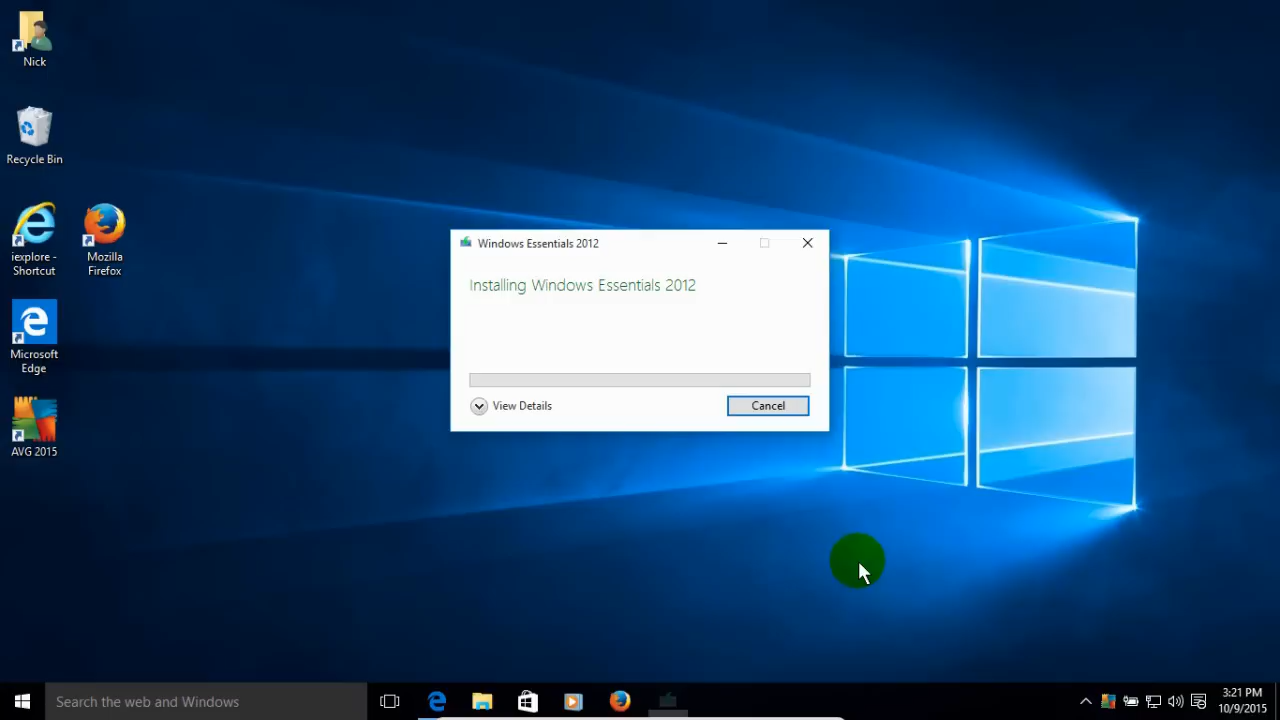 Nick
Recycle Bin
iexplore -
Shortcut
Mozilla
Firefox
Microsoft
Edge
AVG 2015
Windows Essentials 2012
Installing Windows Essentials 2012
View Details
Cancel
Search the web and Windows
3:21 PM
10/9/2015